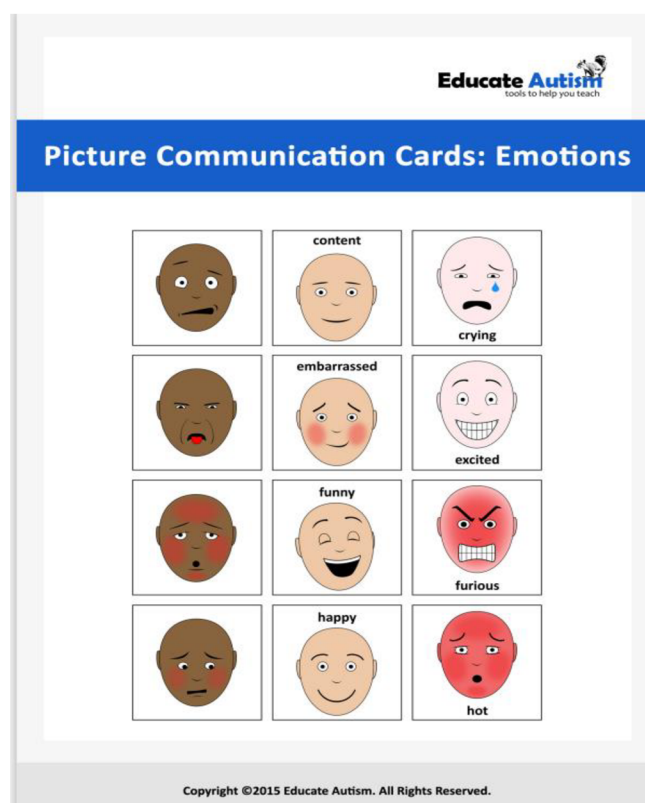 Educate Autism
tools to help you teach
Picture Communication Cards: Emotions
content
crying
embarrassed
excited
funny
furious
happy
hot
Copyright ©2015 Educate Autism. All Rights Reserved.